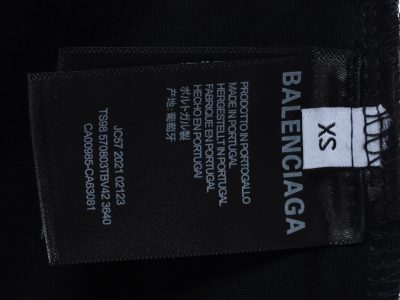 BALENCIAGA
XS
PRODOTTO IN PORTOGALLO
MADE IN PORTUGAL
HERGESTELLT IN PORTUGAL
FABRIQUÉ EN PORTUGAL
HECHO EN PORTUGAL
ポルトガル製
产地: 葡萄牙
JC57 2021 02123
TS98 570803TBV42 3640
CA00985-CA63081